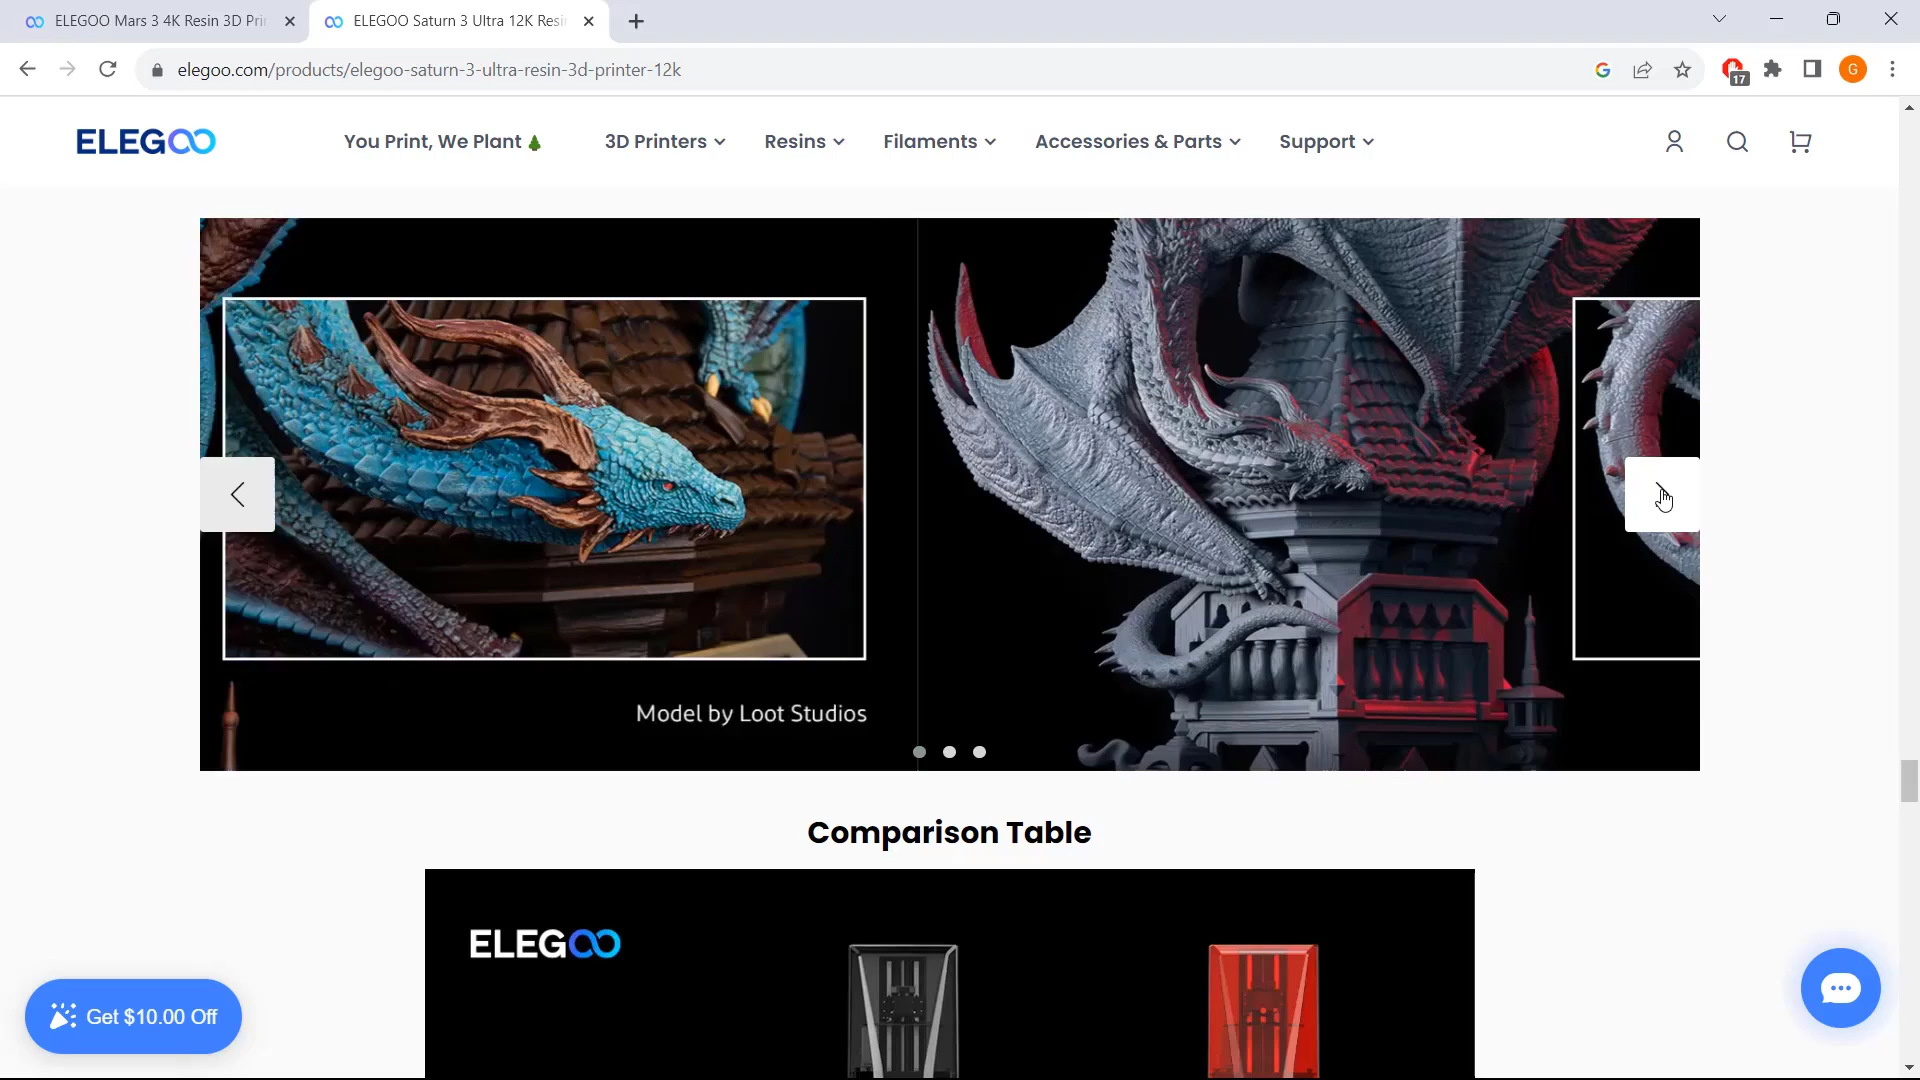 ELEGOO Mars 3 4K Resin 3D Pri
ELEGOO Saturn 3 Ultra 12K Resi
elegoo.com/products/elegoo-saturn-3-ultra-resin-3d-printer-12k
17
G
ELEGOO
You Print, We Plant
3D Printers
Resins
Filaments
Accessories & Parts
Support
Model by Loot Studios
Comparison Table
ELEGOO
Get $10.00 Off